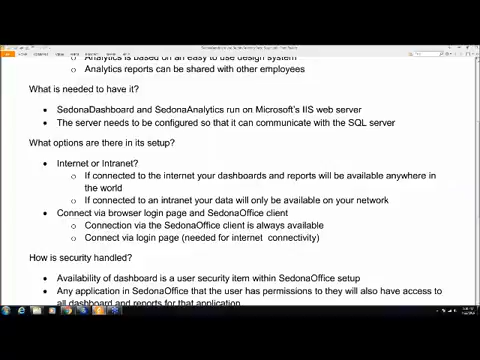 Analytics is based on an easy to use design system
Analytics reports can be shared with other employees
What is needed to have it?
SedonaDashboard and SedonaAnalytics run on Microsoft's IIS web server
The server needs to be configured so that it can communicate with the SQL server
What options are there in its setup?
Internet or Intranet?
If connected to the internet your dashboards and reports will be available anywhere in
the world
If connected to an intranet your data will only be available on your network
Connect via browser login page and SedonaOffice client
Connection via the SedonaOffice client is always available
Connect via login page (needed for internet connectivity)
How is security handled?
Availability of dashboard is a user security item within SedonaOffice setup
Any application in SedonaOffice that the user has permissions to they will also have access to
all dashboard and reports for that application